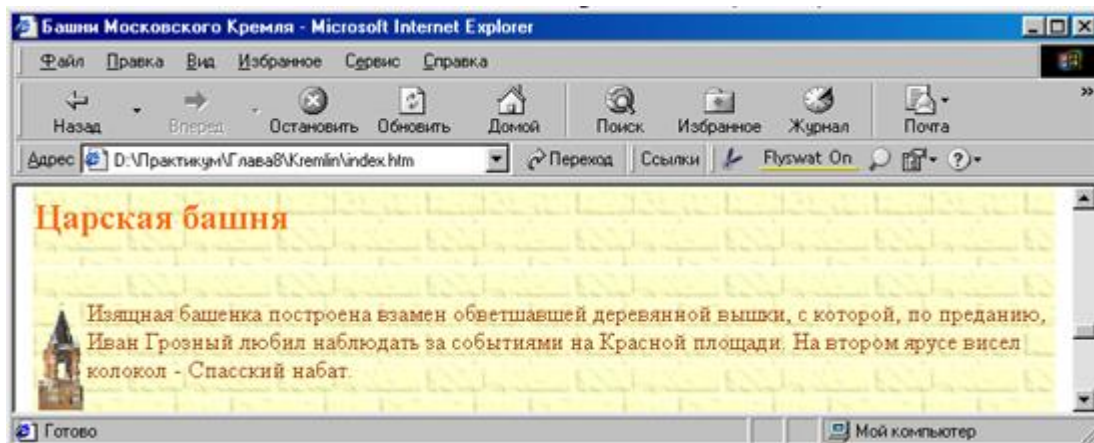 Башни Московского Кремля - Microsoft Internet Explorer
Файл Правка Вид Избранное Сервис Справка
Назад Вперед Остановить Обновить Домой Поиск Избранное Журнал Почта »
Адрес D:\Практикум\Глава8\Kremlin\index.htm Переход Ссылки Flyswat On
Царская башня
Изящная башенка построена взамен обветшавшей деревянной вышки, с которой, по преданию,
Иван Грозный любил наблюдать за событиями на Красной площади. На втором ярусе висел
колокол - Спасский набат.
Готово Мой компьютер